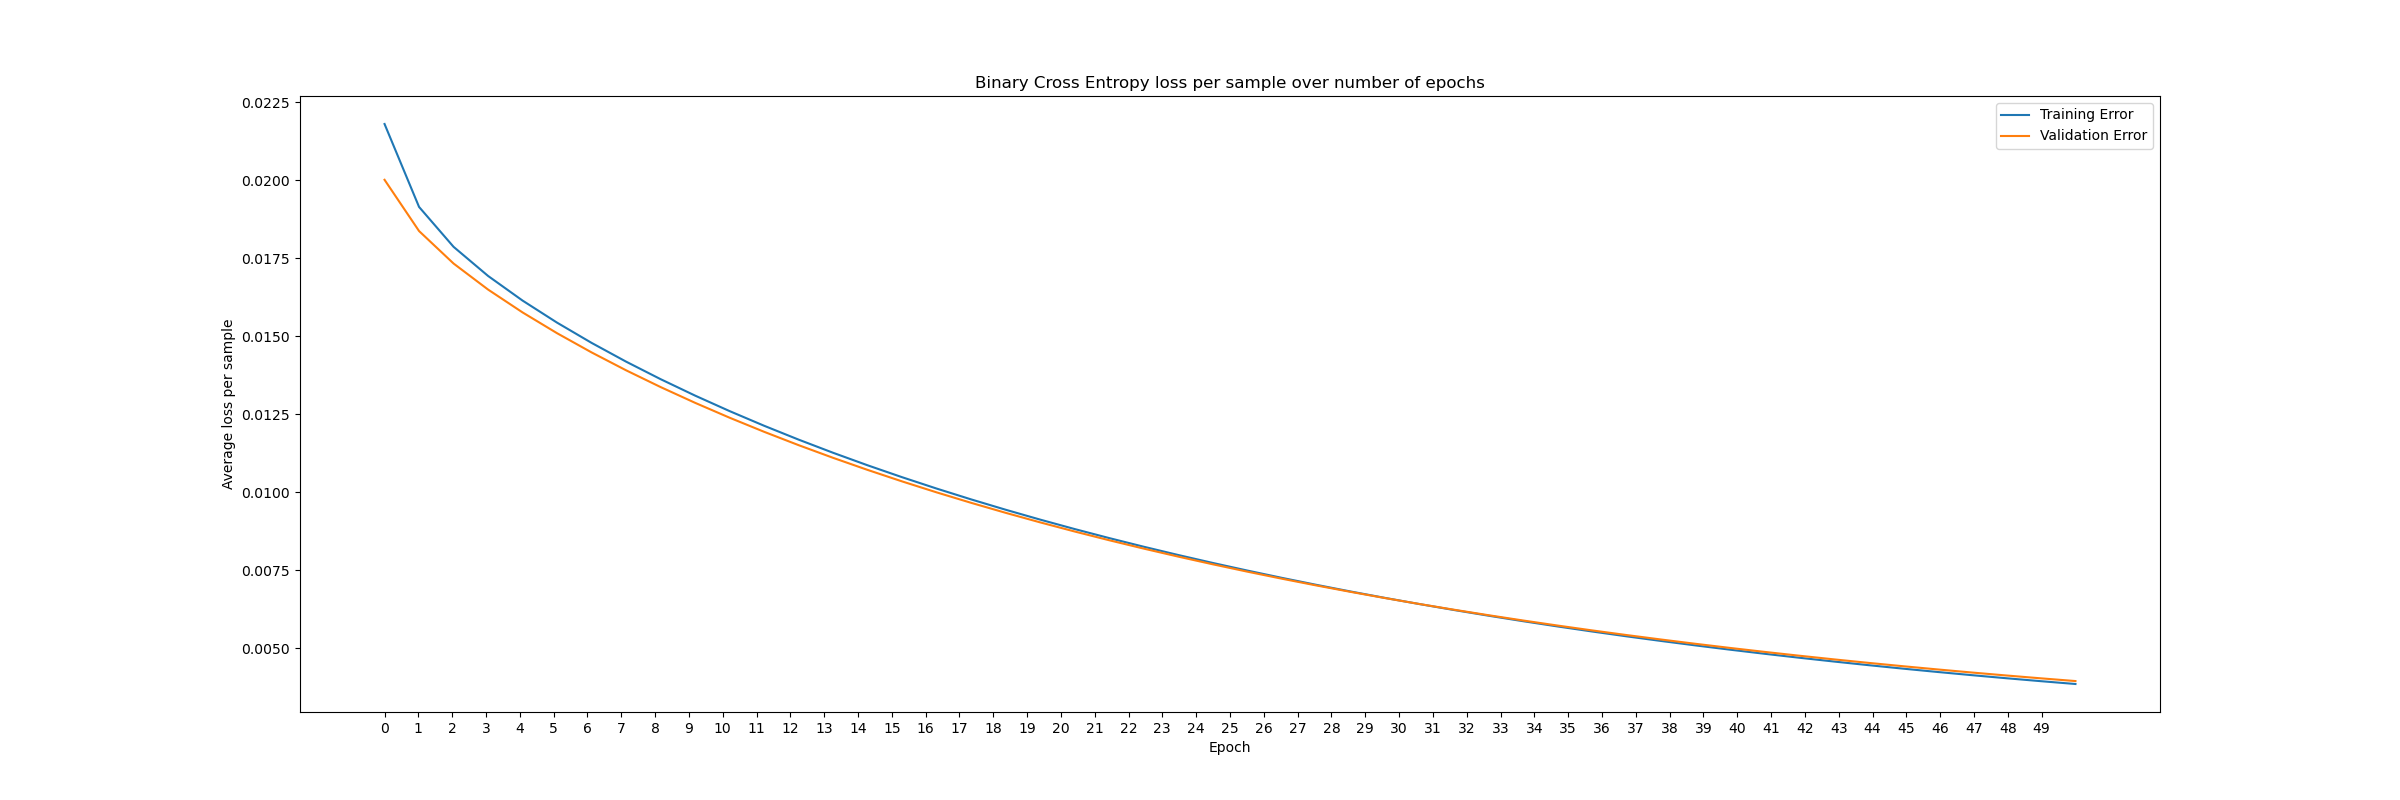 Binary Cross Entropy loss per sample over number of epochs
Training Error
Validation Error
Average loss per sample
0.0225
0.0200
0.0175
0.0150
0.0125
0.0100
0.0075
0.0050
0 1 2 3 4 5 6 7 8 9 10 11 12 13 14 15 16 17 18 19 20 21 22 23 24 25 26 27 28 29 30 31 32 33 34 35 36 37 38 39 40 41 42 43 44 45 46 47 48 49
Epoch